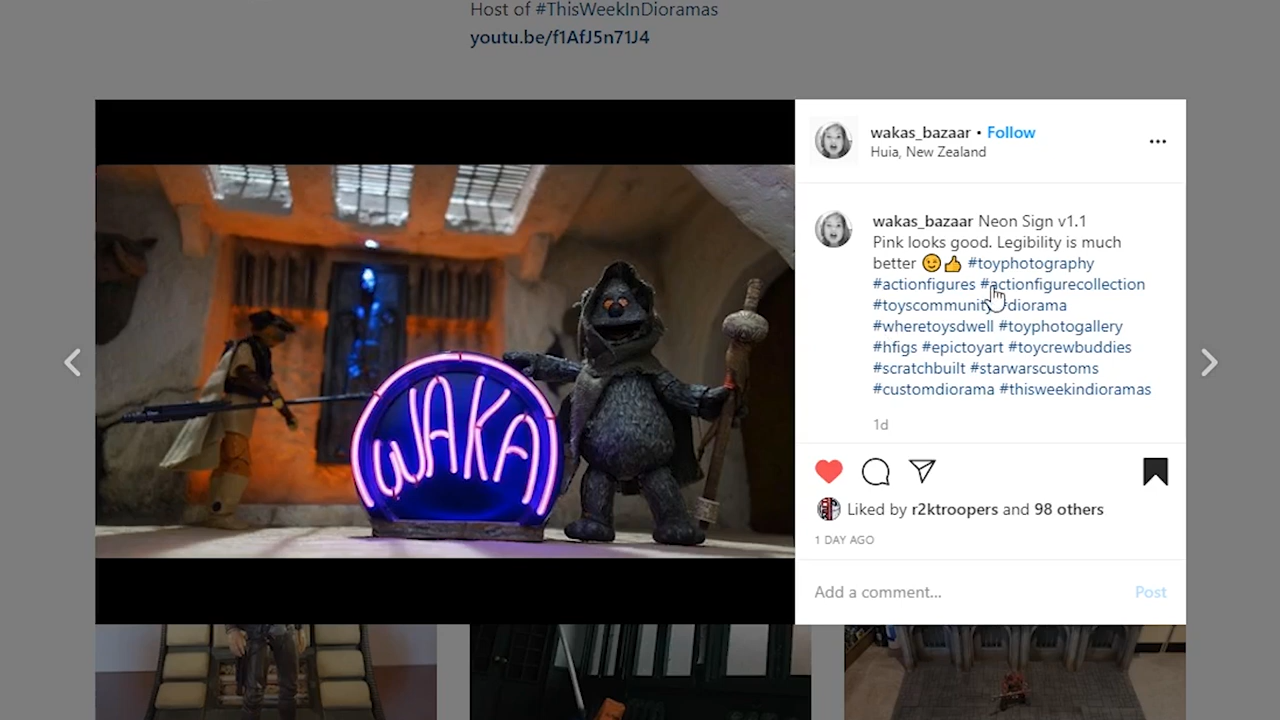 Host of #ThisWeekInDioramas
youtu.be/f1AfJ5n71J4
WAKA
wakas_bazaar • Follow
Huia, New Zealand
wakas_bazaar Neon Sign v1.1
Pink looks good. Legibility is much
better 😉👍 #toyphotography
#actionfigures #actionfigurecollection
#toyscommunity #diorama
#wheretoysdwell #toyphotogallery
#hfigs #epictoyart #toycrewbuddies
#scratchbuilt #starwarscustoms
#customdiorama #thisweekindioramas
1d
Liked by r2ktroopers and 98 others
1 DAY AGO
Add a comment... Post